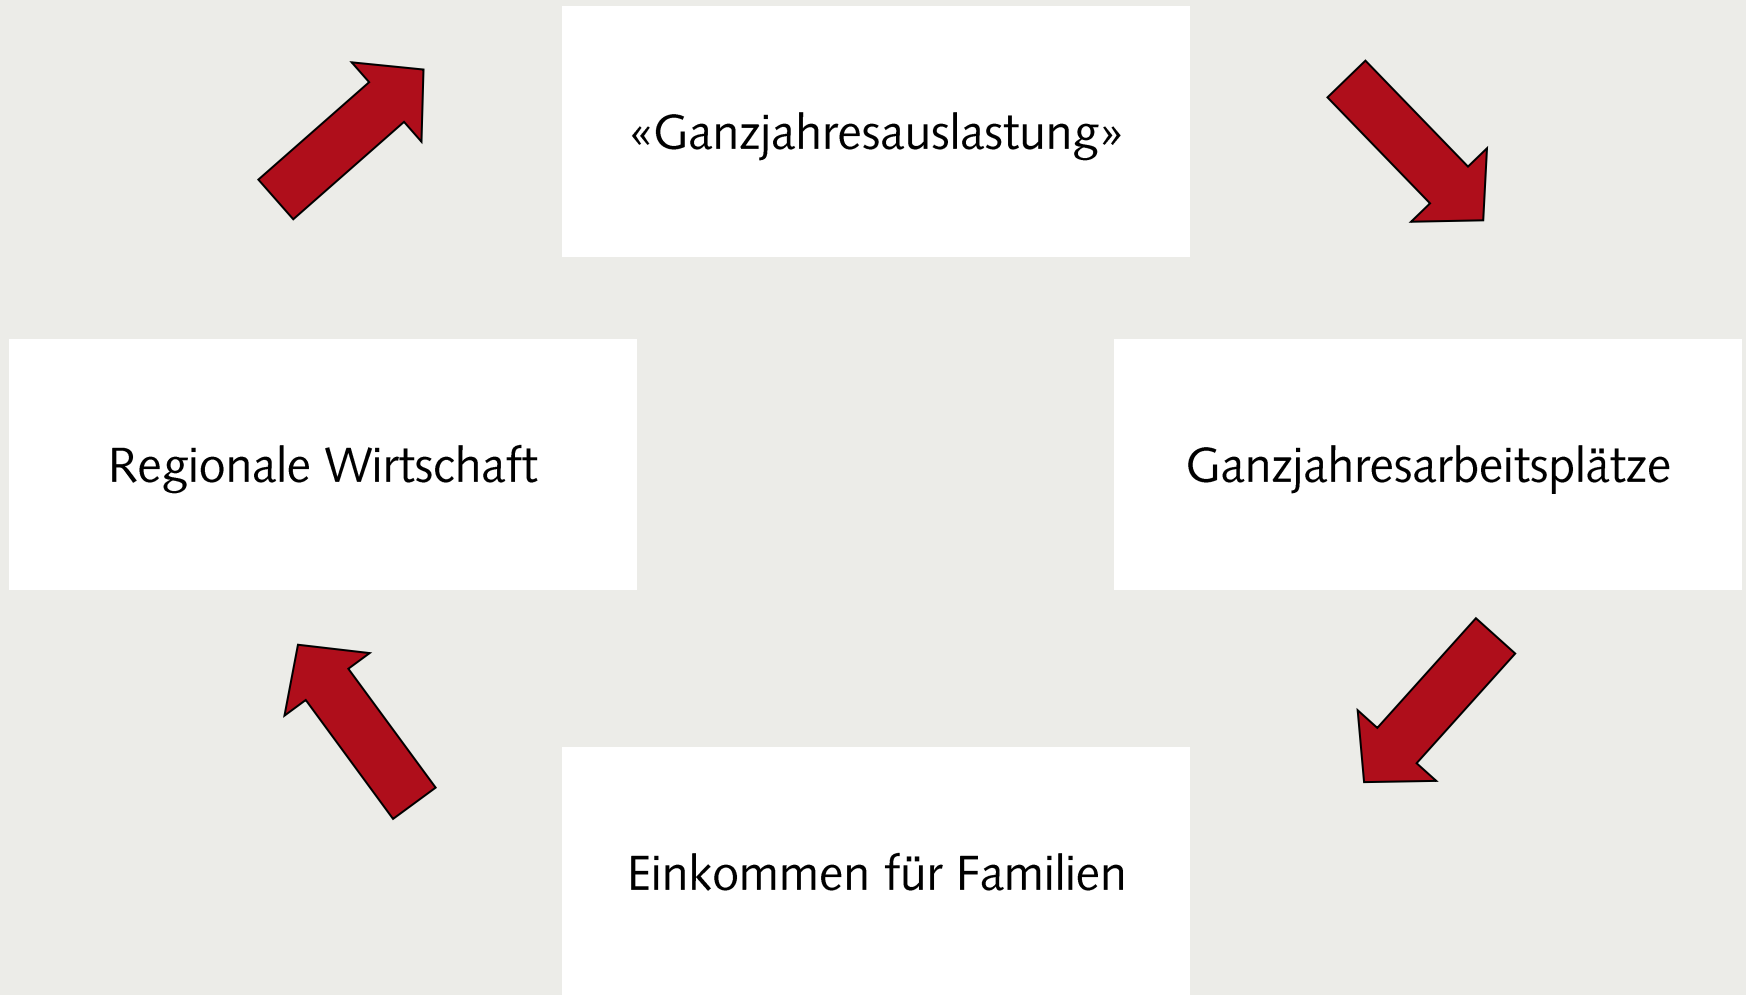 «Ganzjahresauslastung»
Regionale Wirtschaft
Ganzjahresarbeitsplätze
Einkommen für Familien